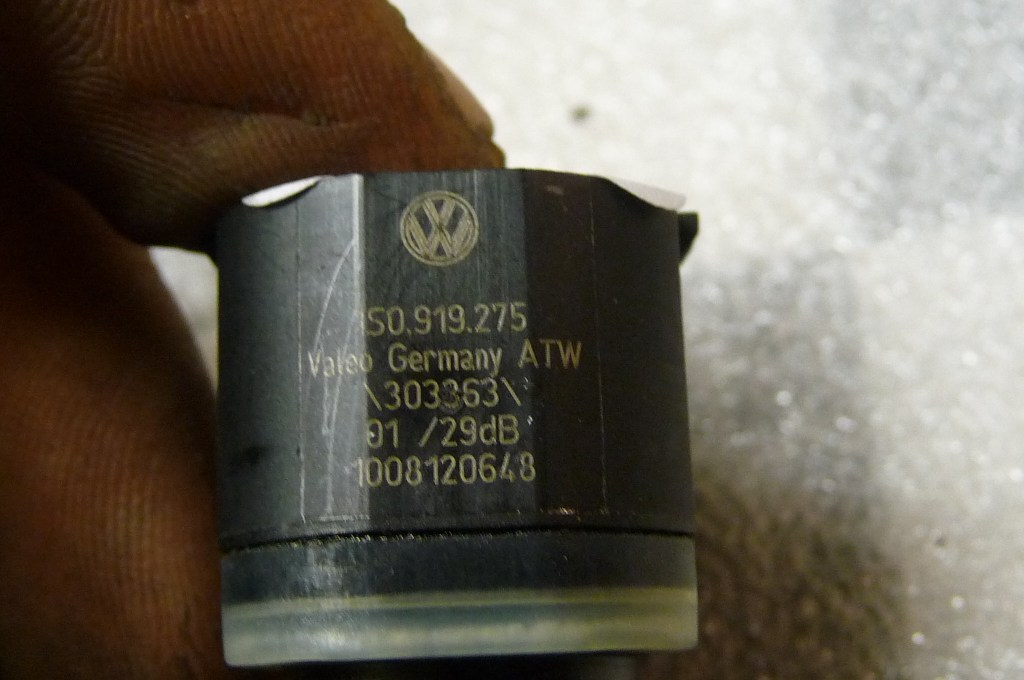 1S0.919.275
Valeo Germany ATW
\303363\
01 /29dB
1008120648